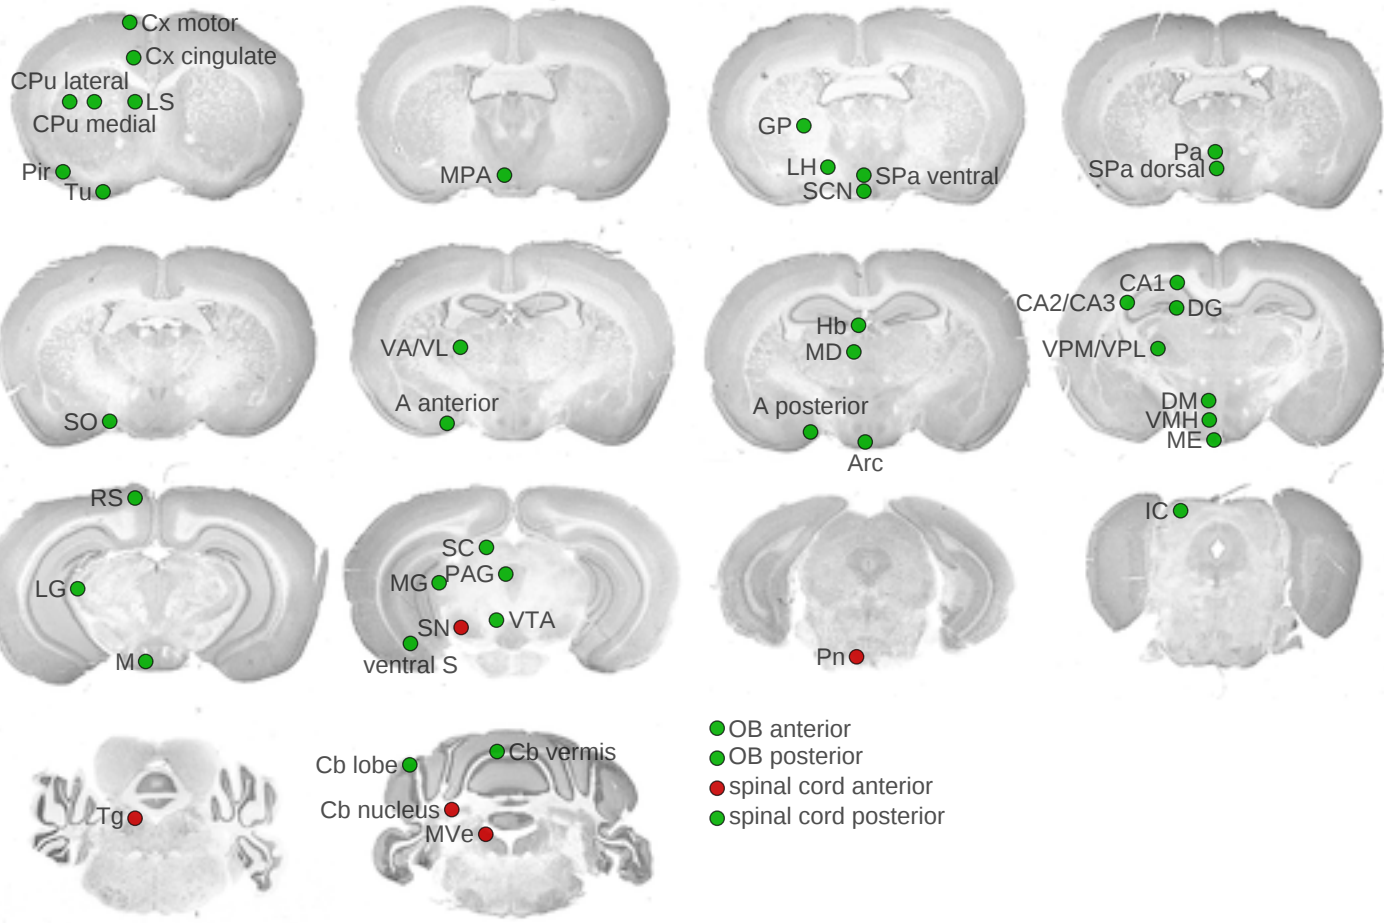 Cx motor
Cx cingulate
CPu lateral
LS
CPu medial
Pir
Tu
MPA
GP
LH
SPa ventral
SCN
Pa
SPa dorsal
SO
VA/VL
A anterior
Hb
MD
A posterior
Arc
CA1
CA2/CA3
DG
VPM/VPL
DM
VMH
ME
RS
LG
M
SC
MG
PAG
SN
VTA
ventral S
Pn
IC
Tg
Cb lobe
Cb vermis
Cb nucleus
MVe
OB anterior
OB posterior
spinal cord anterior
spinal cord posterior